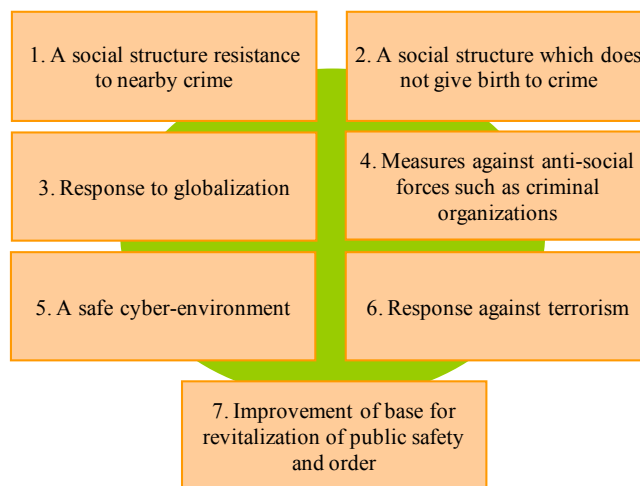 1. A social structure resistance
to nearby crime
2. A social structure which does
not give birth to crime
3. Response to globalization
4. Measures against anti-social
forces such as criminal
organizations
5. A safe cyber-environment
6. Response against terrorism
7. Improvement of base for
revitalization of public safety
and order